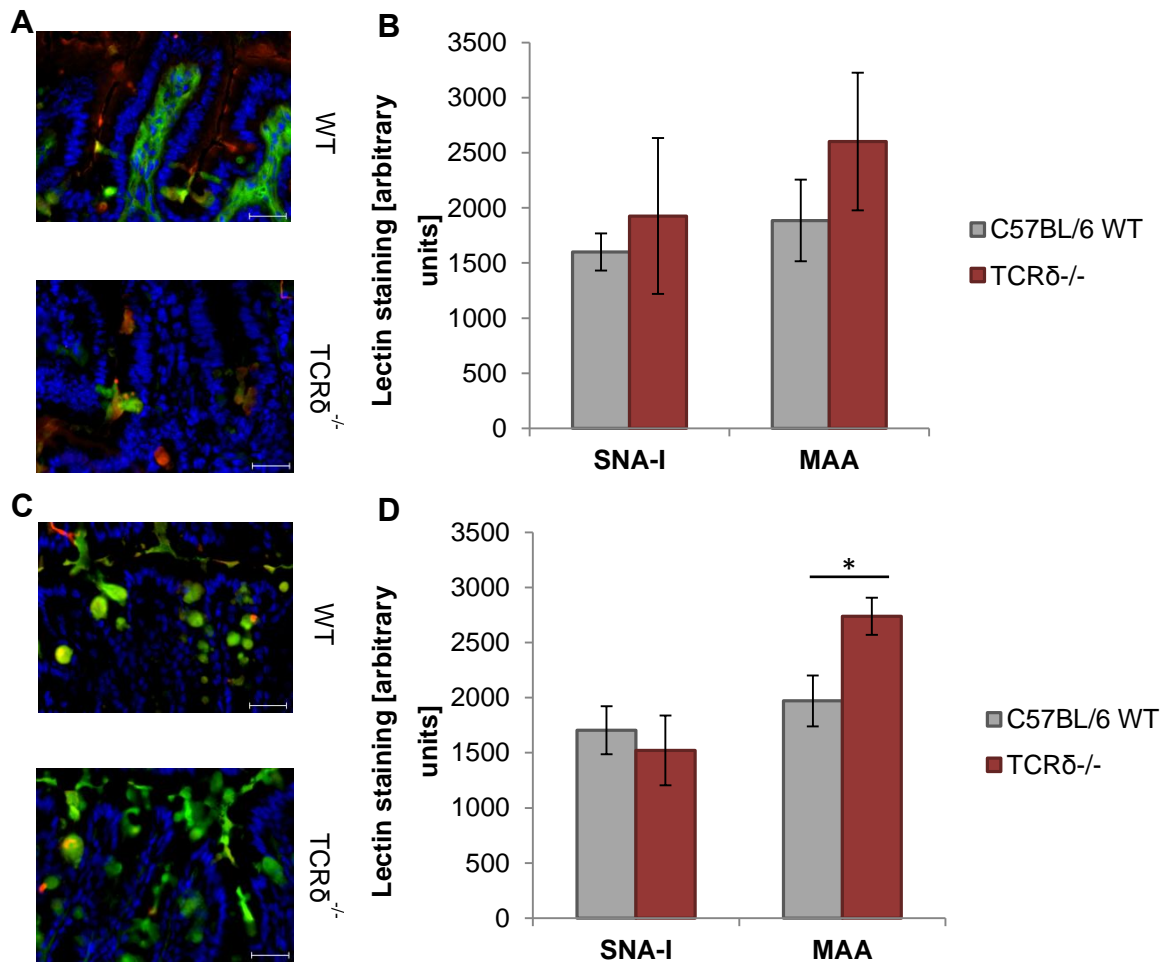 A
WT
TCRδ-/-
B
3500
3000
2500
2000
1500
1000
500
0
Lectin staining [arbitrary
units]
SNA-I
MAA
C57BL/6 WT
TCRδ-/-
C
WT
TCRδ-/-
D
3500
3000
2500
2000
1500
1000
500
0
Lectin staining [arbitrary
units]
*
SNA-I
MAA
C57BL/6 WT
TCRδ-/-